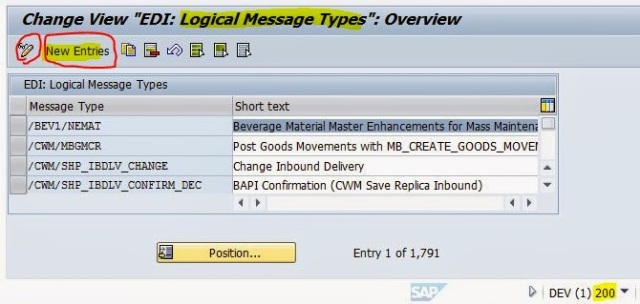 Change View "EDI: Logical Message Types": Overview
New Entries
EDI: Logical Message Types
Message Type Short text
/BEV1/NEMAT Beverage Material Master Enhancements for Mass Maintena
/CWM/MBGMCR Post Goods Movements with MB_CREATE_GOODS_MOVEM
/CWM/SHP_IBDLV_CHANGE Change Inbound Delivery
/CWM/SHP_IBDLV_CONFIRM_DEC BAPI Confirmation (CWM Save Replica Inbound)
Position... Entry 1 of 1,791
SAP DEV (1) 200